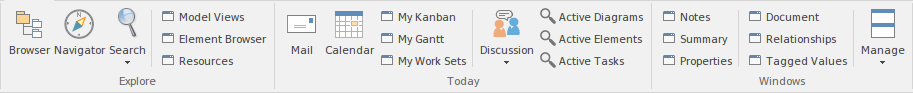 Browser
Navigator
Search
Model Views
Element Browser
Resources
Explore
Mail
Calendar
My Kanban
My Gantt
My Work Sets
Discussion
Active Diagrams
Active Elements
Active Tasks
Today
Notes
Summary
Properties
Document
Relationships
Tagged Values
Manage
Windows